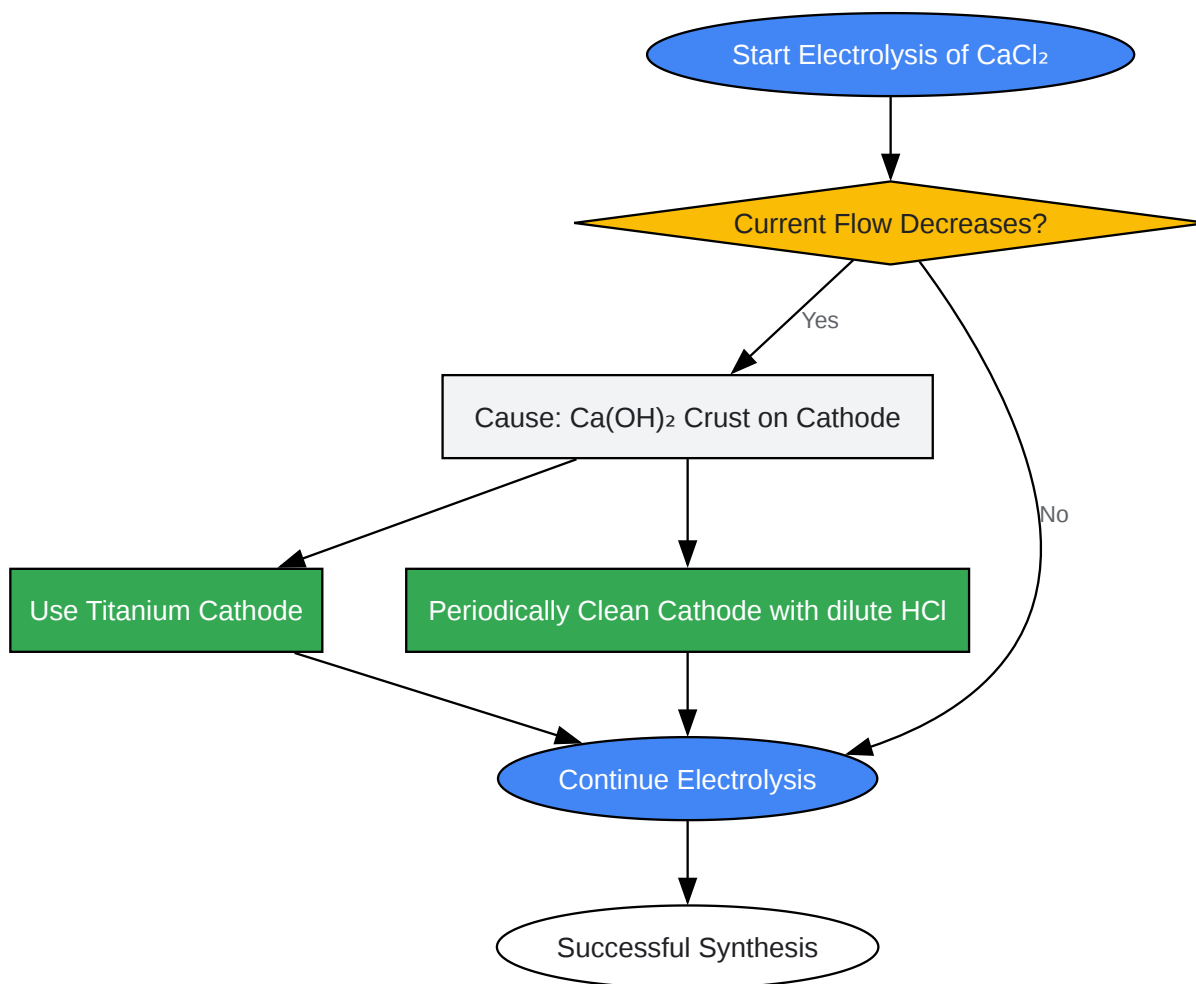 Start Electrolysis of CaCl₂
Current Flow Decreases?
Yes
Cause: Ca(OH)₂ Crust on Cathode
No
Use Titanium Cathode
Periodically Clean Cathode with dilute HCl
Continue Electrolysis
Successful Synthesis